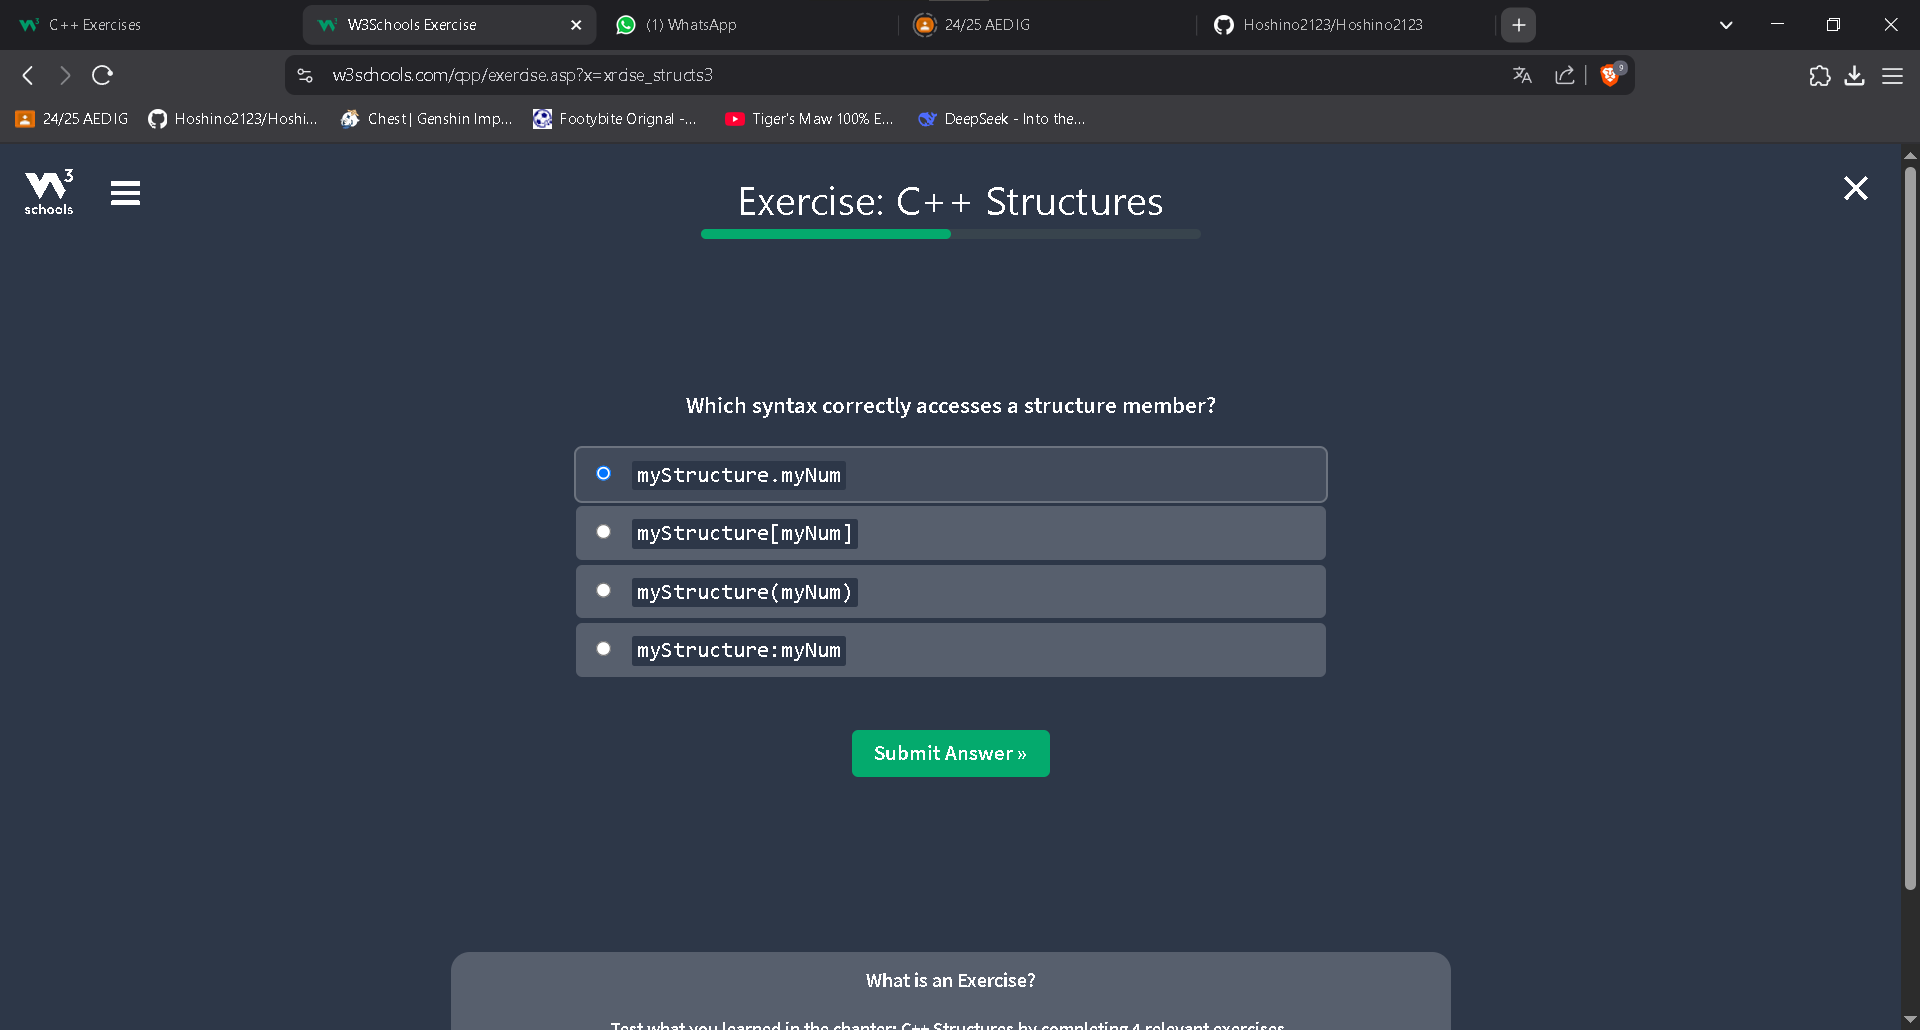 C++ Exercises
W3Schools Exercise
(1) WhatsApp
24/25 AEDIG
Hoshino2123/Hoshino2123
w3schools.com/cpp/exercise.asp?x=xrcise_structs3
9
24/25 AEDIG
Hoshino2123/Hoshi...
Chest | Genshin Imp...
Footybite Orignal -...
Tiger's Maw 100% E...
DeepSeek - Into the...
W3
schools
Exercise: C++ Structures
Which syntax correctly accesses a structure member?
myStructure.myNum
myStructure[myNum]
myStructure(myNum)
myStructure:myNum
Submit Answer »
What is an Exercise?
Test what you learned in the chapter: C++ Structures by completing 4 relevant exercises